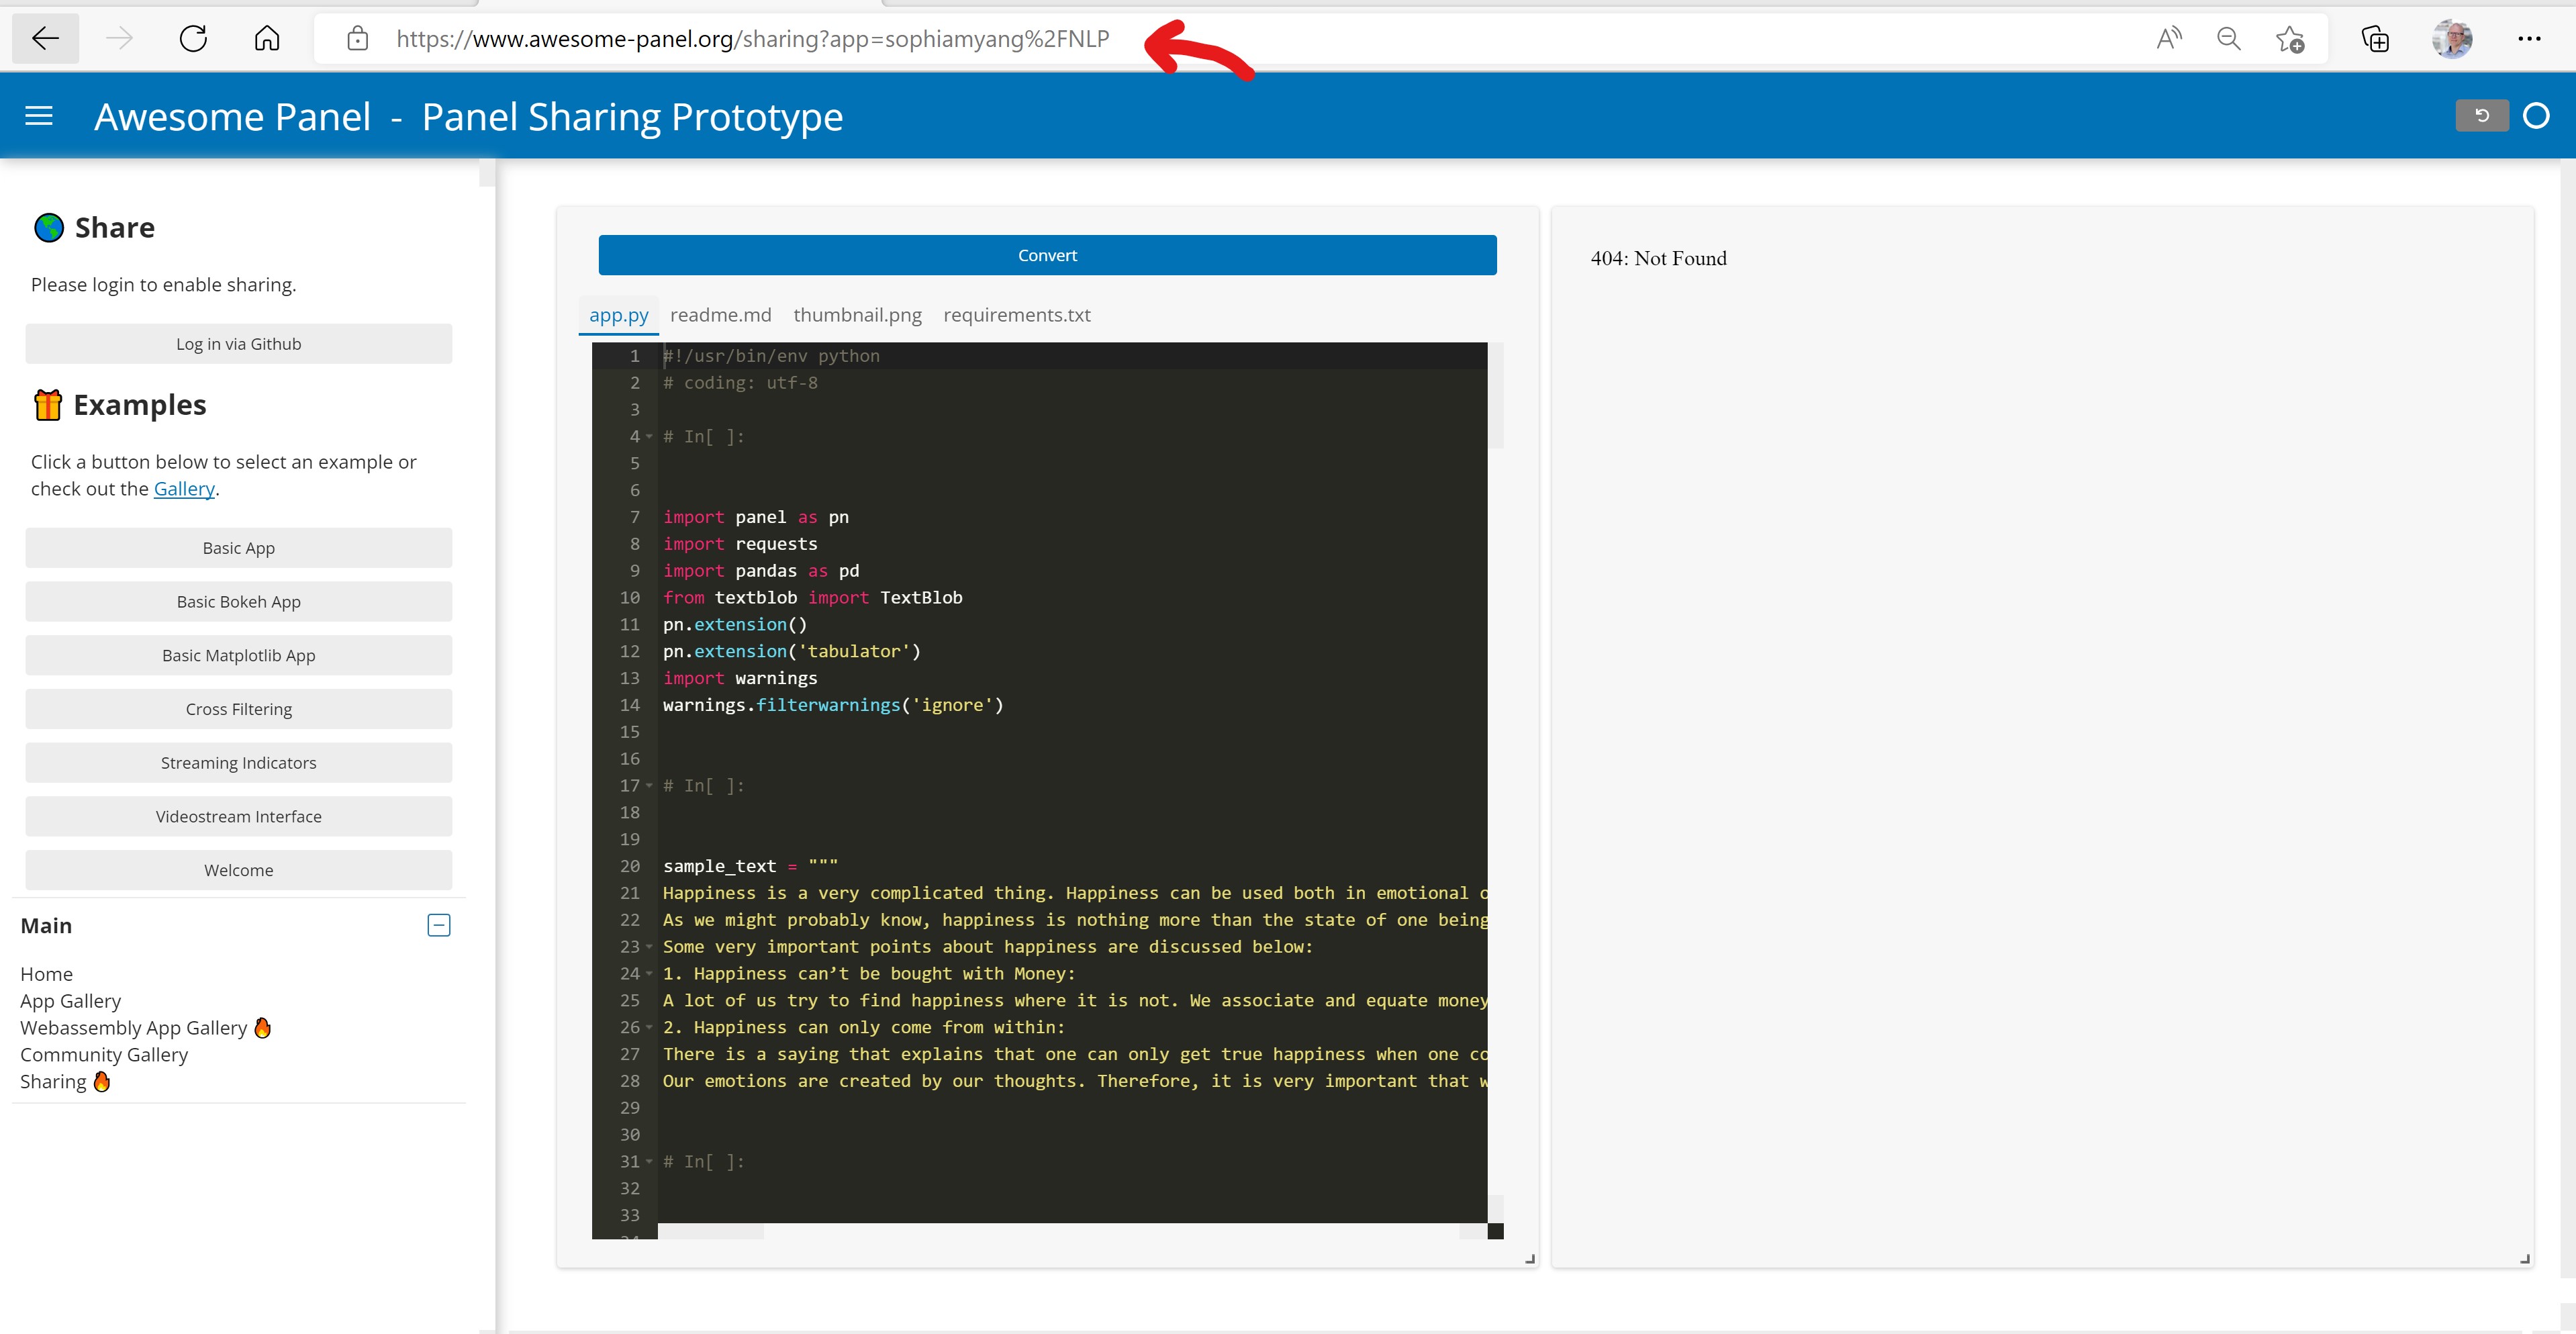 https://www.awesome-panel.org/sharing?app=sophiamyang%2FNLP
Awesome Panel - Panel Sharing Prototype
Share
Please login to enable sharing.
Log in via Github
Examples
Click a button below to select an example or
check out the Gallery.
Basic App
Basic Bokeh App
Basic Matplotlib App
Cross Filtering
Streaming Indicators
Videostream Interface
Welcome
Main
Home
App Gallery
Webassembly App Gallery 🔥
Community Gallery
Sharing 🔥
Convert
app.py readme.md thumbnail.png requirements.txt
1 #!/usr/bin/env python
2 # coding: utf-8
3
4 # In[ ]:
5
6
7 import panel as pn
8 import requests
9 import pandas as pd
10 from textblob import TextBlob
11 pn.extension()
12 pn.extension('tabulator')
13 import warnings
14 warnings.filterwarnings('ignore')
15
16
17 # In[ ]:
18
19
20 sample_text = """
21 Happiness is a very complicated thing. Happiness can be used both in emotional
22 As we might probably know, happiness is nothing more than the state of one being
23 Some very important points about happiness are discussed below:
24 1. Happiness can’t be bought with Money:
25 A lot of us try to find happiness where it is not. We associate and equate money
26 2. Happiness can only come from within:
27 There is a saying that explains that one can only get true happiness when one co
28 Our emotions are created by our thoughts. Therefore, it is very important that
29
30
31 # In[ ]:
32
33
404: Not Found